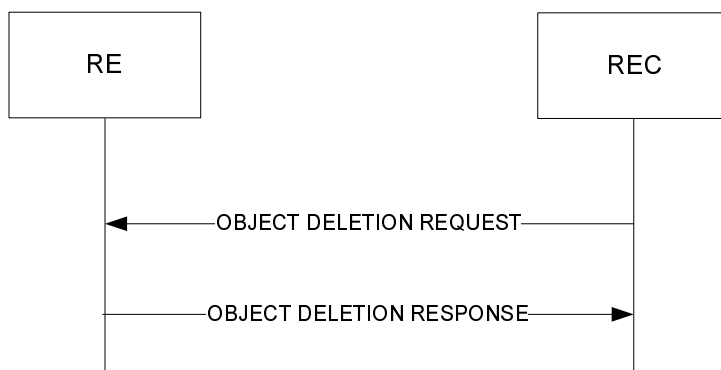 RE
REC
OBJECT DELETION REQUEST
OBJECT DELETION RESPONSE